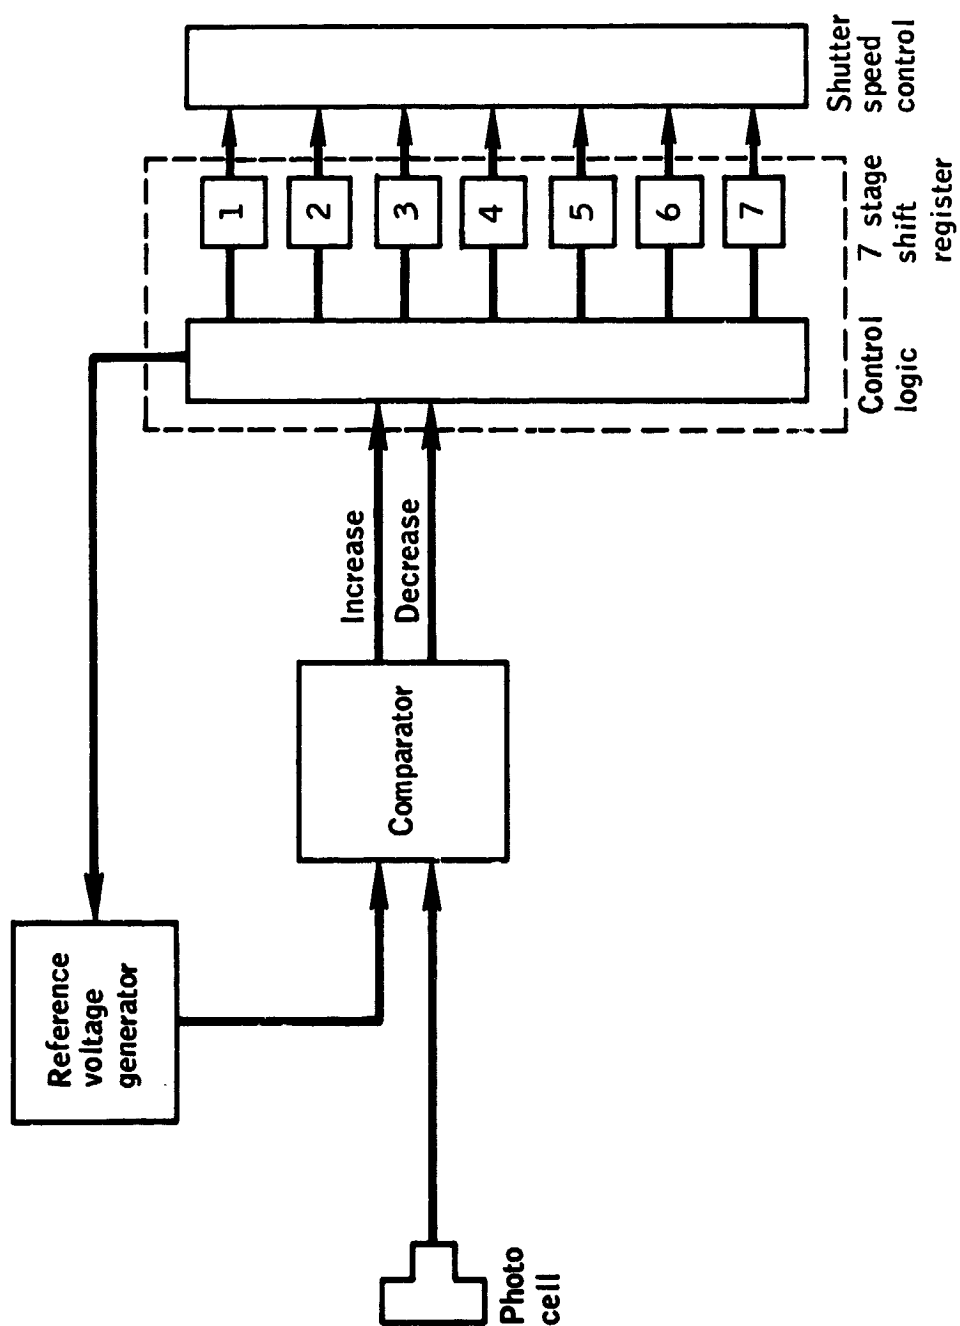 Reference
voltage
generator
Photo
cell
Comparator
Increase
Decrease
Control
logic
1
2
3
4
5
6
7
7 stage
shift
register
Shutter
speed
control